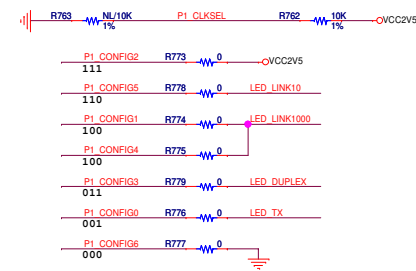 R763 NL/10K P1_CLKSEL R762 10K VCC2V5
1% 1%
P1_CONFIG2 R773 0 VCC2V5
111
P1_CONFIG5 R778 0 LED_LINK10
110
P1_CONFIG1 R774 0 LED_LINK1000
100
P1_CONFIG4 R775 0
100
P1_CONFIG3 R779 0 LED_DUPLEX
011
P1_CONFIG0 R776 0 LED_TX
001
P1_CONFIG6 R777 0
000